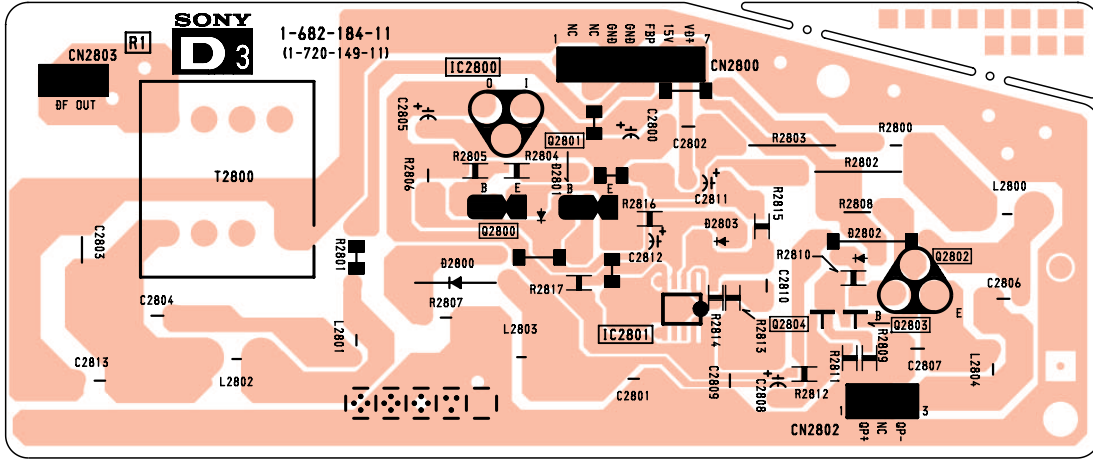 SONY
D 3
1-682-184-11
(1-720-149-11)
R1
CN2803
DF OUT
T2800
IC2800
O I
C2805
1 7
NC
NC
GND
GND
FBP
15V
VD+
CN2800
Q2801
C2800
C2802
R2803
R2800
R2802
L2800
R2805
R2804
R2806
D2801
B E
B E
R2816
C2811
R2815
R2808
D2803
D2802
Q2800
C2812
R2810
Q2802
C2803
R2801
D2800
R2817
C2810
C2806
C2804
R2807
L2803
IC2801
R2814
R2813
Q2804
B E
Q2803
R2809
L2801
C2813
L2802
C2801
C2809
C2808
R2812
R2811
C2807
L2804
1 3
CN2802
QP+
NC
QP-